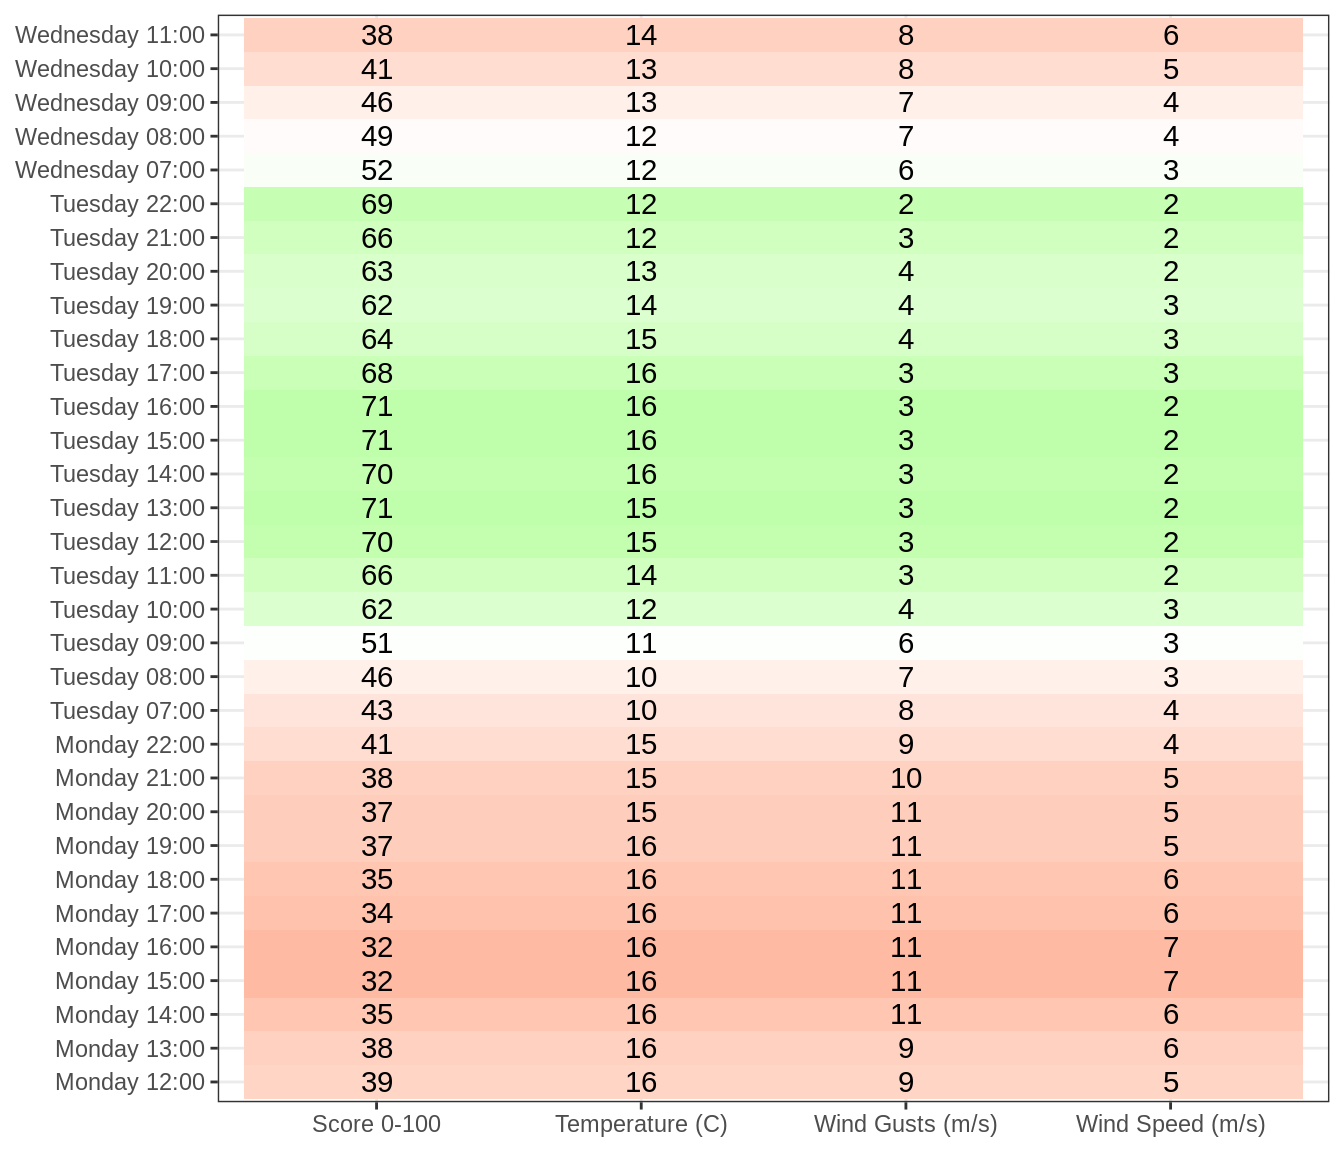 Wednesday 11:00 38 14 8 6
Wednesday 10:00 41 13 8 5
Wednesday 09:00 46 13 7 4
Wednesday 08:00 49 12 7 4
Wednesday 07:00 52 12 6 3
Tuesday 22:00 69 12 2 2
Tuesday 21:00 66 12 3 2
Tuesday 20:00 63 13 4 2
Tuesday 19:00 62 14 4 3
Tuesday 18:00 64 15 4 3
Tuesday 17:00 68 16 3 3
Tuesday 16:00 71 16 3 2
Tuesday 15:00 71 16 3 2
Tuesday 14:00 70 16 3 2
Tuesday 13:00 71 15 3 2
Tuesday 12:00 70 15 3 2
Tuesday 11:00 66 14 3 2
Tuesday 10:00 62 12 4 3
Tuesday 09:00 51 11 6 3
Tuesday 08:00 46 10 7 3
Tuesday 07:00 43 10 8 4
Monday 22:00 41 15 9 4
Monday 21:00 38 15 10 5
Monday 20:00 37 15 11 5
Monday 19:00 37 16 11 5
Monday 18:00 35 16 11 6
Monday 17:00 34 16 11 6
Monday 16:00 32 16 11 7
Monday 15:00 32 16 11 7
Monday 14:00 35 16 11 6
Monday 13:00 38 16 9 6
Monday 12:00 39 16 9 5
Score 0-100 Temperature (C) Wind Gusts (m/s) Wind Speed (m/s)